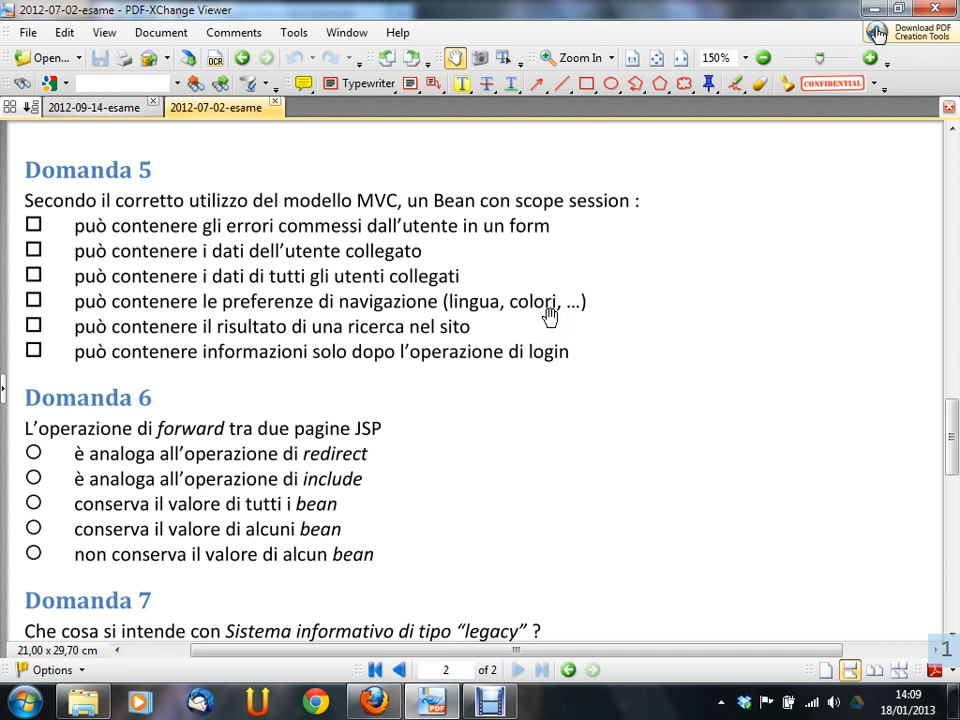 2012-07-02-esame - PDF-XChange Viewer
File Edit View Document Comments Tools Window Help
Download PDF
Creation Tools
Open... OCR Zoom In 150%
Typewriter CONFIDENTIAL
2012-09-14-esame 2012-07-02-esame
Domanda 5
Secondo il corretto utilizzo del modello MVC, un Bean con scope session :
può contenere gli errori commessi dall’utente in un form
può contenere i dati dell’utente collegato
può contenere i dati di tutti gli utenti collegati
può contenere le preferenze di navigazione (lingua, colori, ...)
può contenere il risultato di una ricerca nel sito
può contenere informazioni solo dopo l’operazione di login
Domanda 6
L’operazione di forward tra due pagine JSP
è analoga all’operazione di redirect
è analoga all’operazione di include
conserva il valore di tutti i bean
conserva il valore di alcuni bean
non conserva il valore di alcun bean
Domanda 7
Che cosa si intende con Sistema informativo di tipo “legacy” ?
21,00 x 29,70 cm
1
Options 2 of 2
14:09
18/01/2013